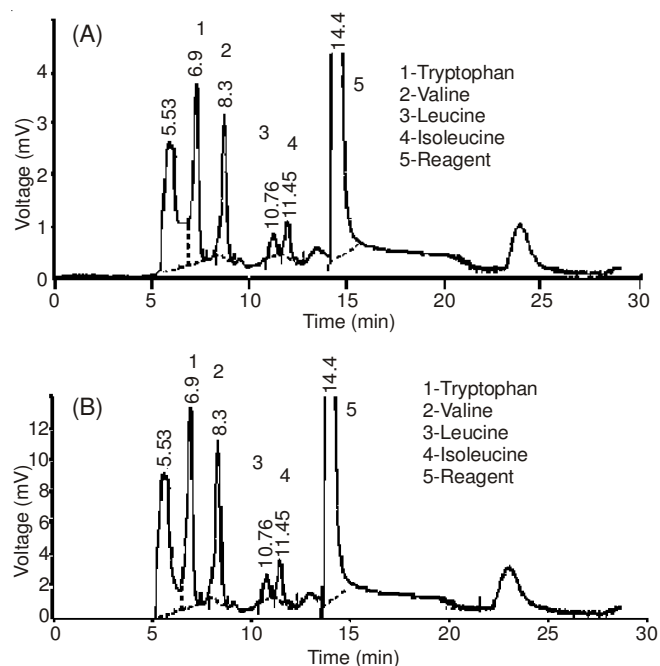 (A)
5.53
6.9
1
8.3
2
3
10.76
4
11.45
14.4
5
1-Tryptophan
2-Valine
3-Leucine
4-Isoleucine
5-Reagent
Voltage (mV)
4
3
2
1
0
0 5 10 15 20 25 30
Time (min)
(B)
5.53
6.9
1
8.3
2
3
10.76
4
11.45
14.4
5
1-Tryptophan
2-Valine
3-Leucine
4-Isoleucine
5-Reagent
Voltage (mV)
12
10
8
6
4
2
0
0 5 10 15 20 25 30
Time (min)